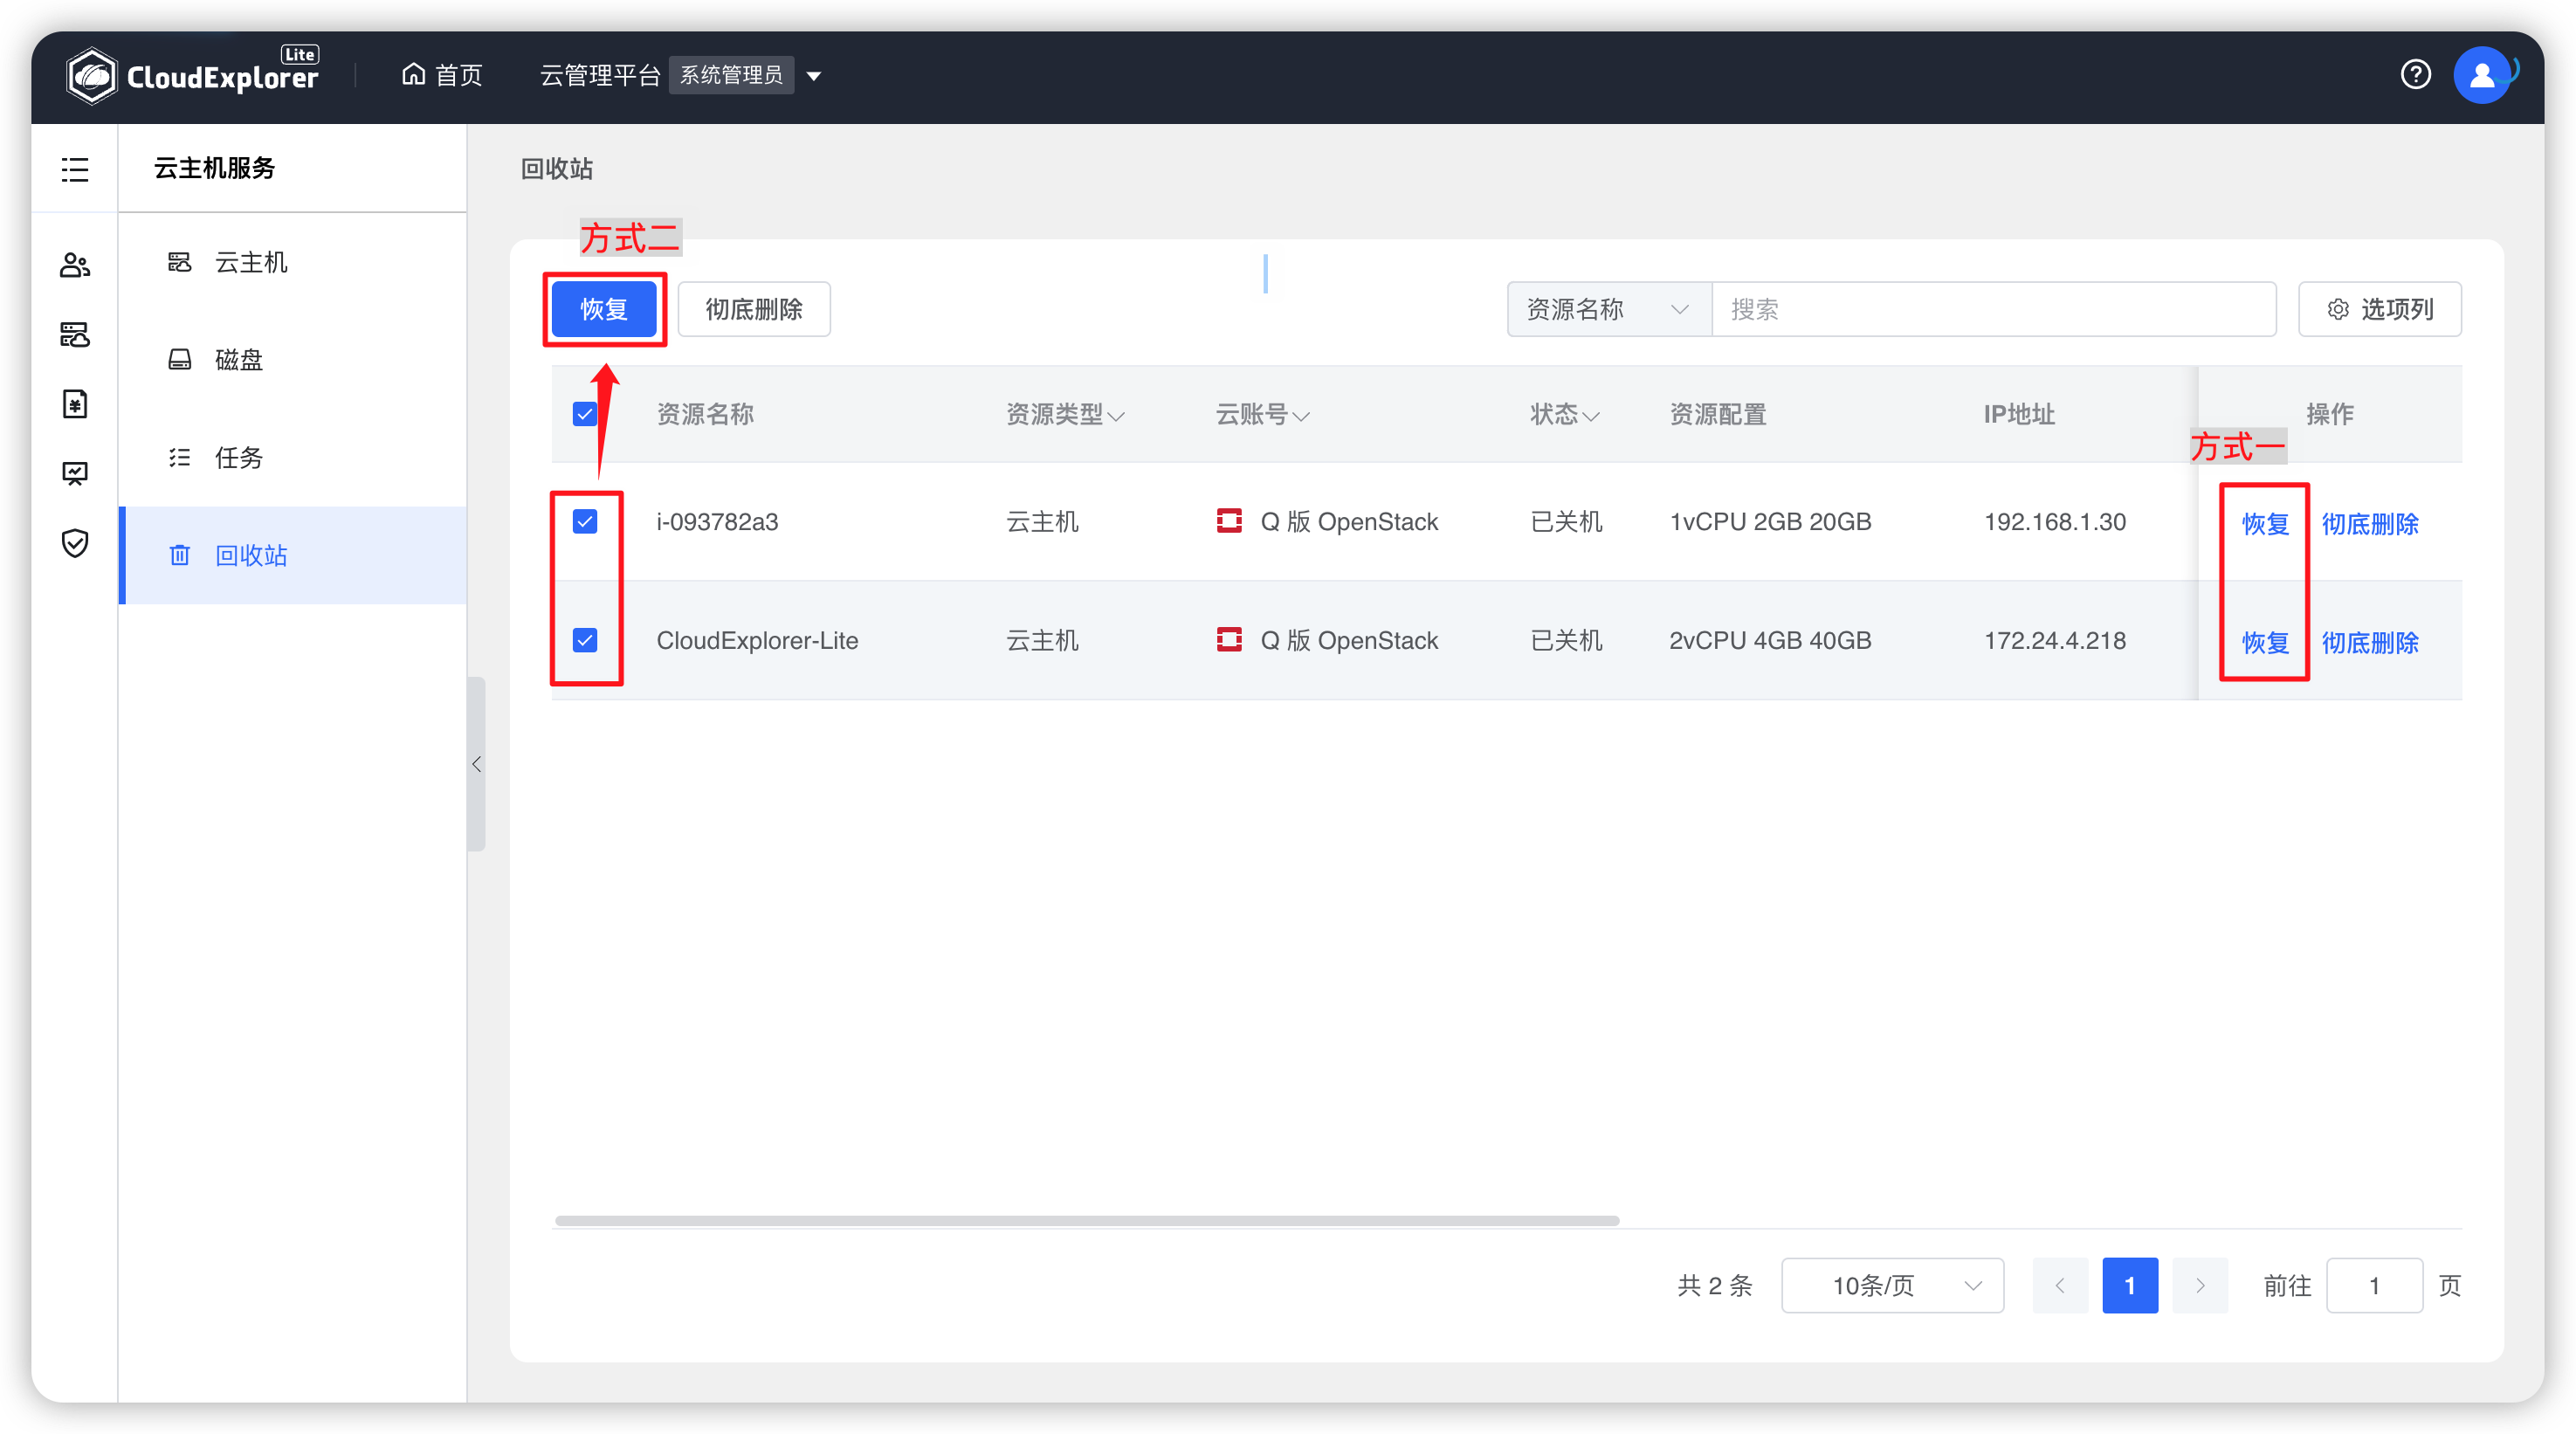 CloudExplorer Lite
首页
云管理平台 系统管理员
云主机服务
云主机
磁盘
任务
回收站
回收站
方式二
恢复 彻底删除 资源名称 搜索 选项列
资源名称 资源类型 云账号 状态 资源配置 IP地址 操作
方式一
i-093782a3 云主机 Q 版 OpenStack 已关机 1vCPU 2GB 20GB 192.168.1.30 恢复 彻底删除
CloudExplorer-Lite 云主机 Q 版 OpenStack 已关机 2vCPU 4GB 40GB 172.24.4.218 恢复 彻底删除
共 2 条 10条/页 1 前往 1 页